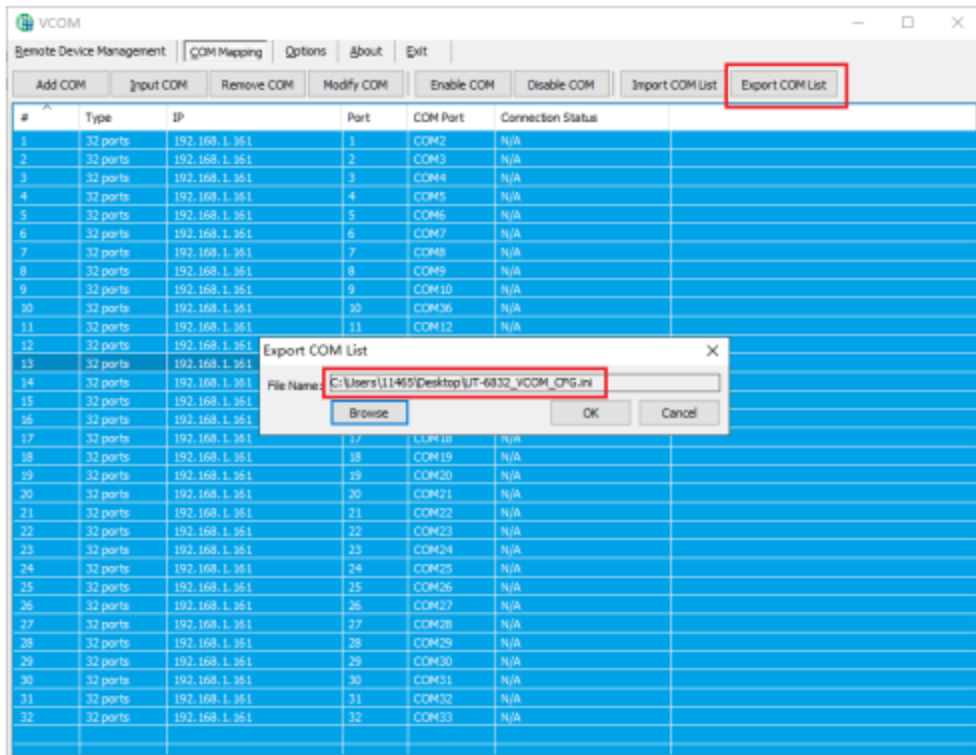 VCOM
Remote Device Management COM Mapping Options About Exit
Add COM Input COM Remove COM Modify COM Enable COM Disable COM Import COM List Export COM List
# Type IP Port COM Port Connection Status
1 32 ports 192.168.1.161 1 COM2 N/A
2 32 ports 192.168.1.161 2 COM3 N/A
3 32 ports 192.168.1.161 3 COM4 N/A
4 32 ports 192.168.1.161 4 COM5 N/A
5 32 ports 192.168.1.161 5 COM6 N/A
6 32 ports 192.168.1.161 6 COM7 N/A
7 32 ports 192.168.1.161 7 COM8 N/A
8 32 ports 192.168.1.161 8 COM9 N/A
9 32 ports 192.168.1.161 9 COM10 N/A
10 32 ports 192.168.1.161 10 COM36 N/A
11 32 ports 192.168.1.161 11 COM12 N/A
12 32 ports 192.168.1.161
13 32 ports 192.168.1.161
14 32 ports 192.168.1.161
15 32 ports 192.168.1.161
16 32 ports 192.168.1.161
Export COM List
File Name: C:\Users\11465\Desktop\UT-6832_VCOM_CFG.ini
Browse OK Cancel
17 32 ports 192.168.1.161 17 COM18 N/A
18 32 ports 192.168.1.161 18 COM19 N/A
19 32 ports 192.168.1.161 19 COM20 N/A
20 32 ports 192.168.1.161 20 COM21 N/A
21 32 ports 192.168.1.161 21 COM22 N/A
22 32 ports 192.168.1.161 22 COM23 N/A
23 32 ports 192.168.1.161 23 COM24 N/A
24 32 ports 192.168.1.161 24 COM25 N/A
25 32 ports 192.168.1.161 25 COM26 N/A
26 32 ports 192.168.1.161 26 COM27 N/A
27 32 ports 192.168.1.161 27 COM28 N/A
28 32 ports 192.168.1.161 28 COM29 N/A
29 32 ports 192.168.1.161 29 COM30 N/A
30 32 ports 192.168.1.161 30 COM31 N/A
31 32 ports 192.168.1.161 31 COM32 N/A
32 32 ports 192.168.1.161 32 COM33 N/A